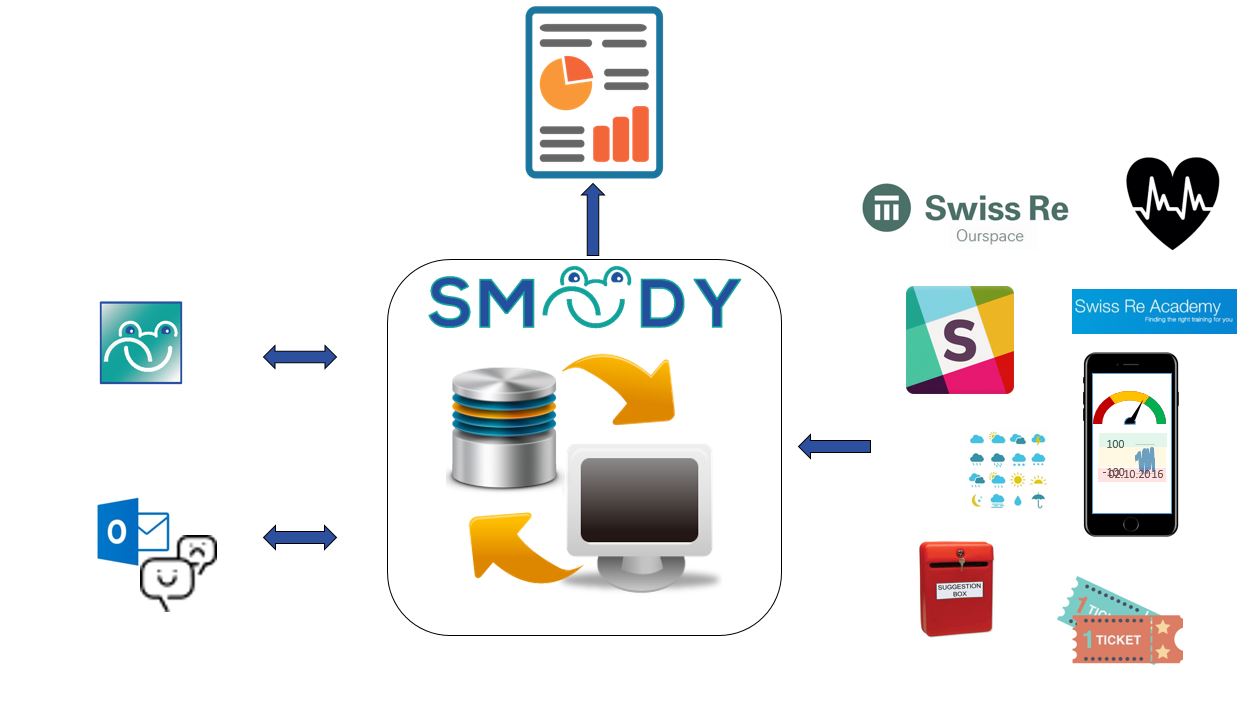 Swiss Re
Ourspace
SMOODY
S
Swiss Re Academy
Finding the right training for you
100
-100
02.10.2016
O
SUGGESTION
BOX
1 TIC
1 TICKET